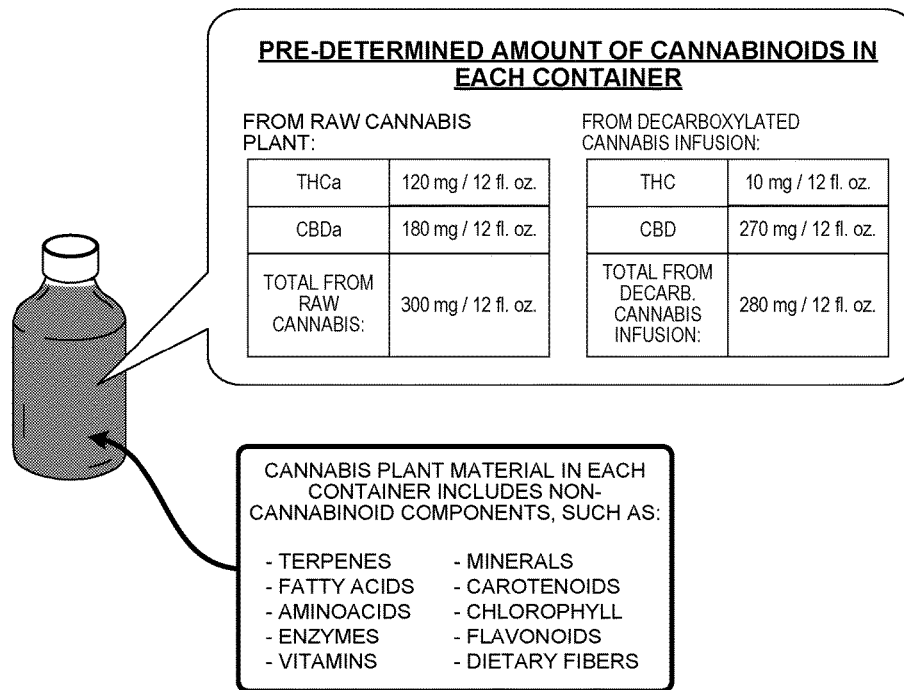 PRE-DETERMINED AMOUNT OF CANNABINOIDS IN
EACH CONTAINER
FROM RAW CANNABIS
PLANT:
THCa 120 mg / 12 fl. oz.
CBDa 180 mg / 12 fl. oz.
TOTAL FROM
RAW
CANNABIS:
300 mg / 12 fl. oz.
FROM DECARBOXYLATED
CANNABIS INFUSION:
THC 10 mg / 12 fl. oz.
CBD 270 mg / 12 fl. oz.
TOTAL FROM
DECARB.
CANNABIS
INFUSION:
280 mg / 12 fl. oz.
CANNABIS PLANT MATERIAL IN EACH
CONTAINER INCLUDES NON-
CANNABINOID COMPONENTS, SUCH AS:
- TERPENES
- FATTY ACIDS
- AMINOACIDS
- ENZYMES
- VITAMINS
- MINERALS
- CAROTENOIDS
- CHLOROPHYLL
- FLAVONOIDS
- DIETARY FIBERS